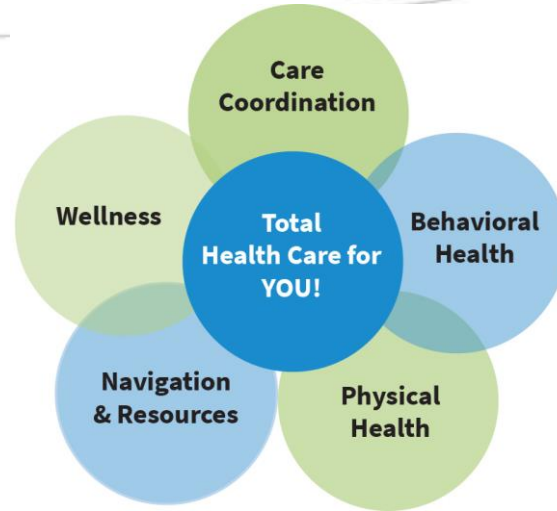 Care
Coordination
Wellness
Total
Health Care for
YOU!
Behavioral
Health
Navigation
& Resources
Physical
Health